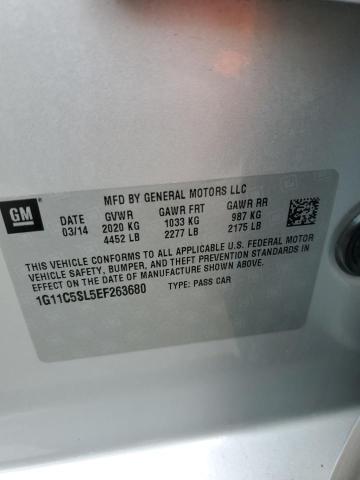 MFD BY GENERAL MOTORS LLC
GM
DATE GVWR GAWR FRT GAWR RR
03/14 2020 KG 1033 KG 987 KG
4452 LB 2277 LB 2175 LB
THIS VEHICLE CONFORMS TO ALL APPLICABLE U.S. FEDERAL MOTOR
VEHICLE SAFETY, BUMPER, AND THEFT PREVENTION STANDARDS IN
EFFECT ON THE DATE OF MANUFACTURE SHOWN ABOVE.
1G11C5SL5EF263680 TYPE: PASS CAR